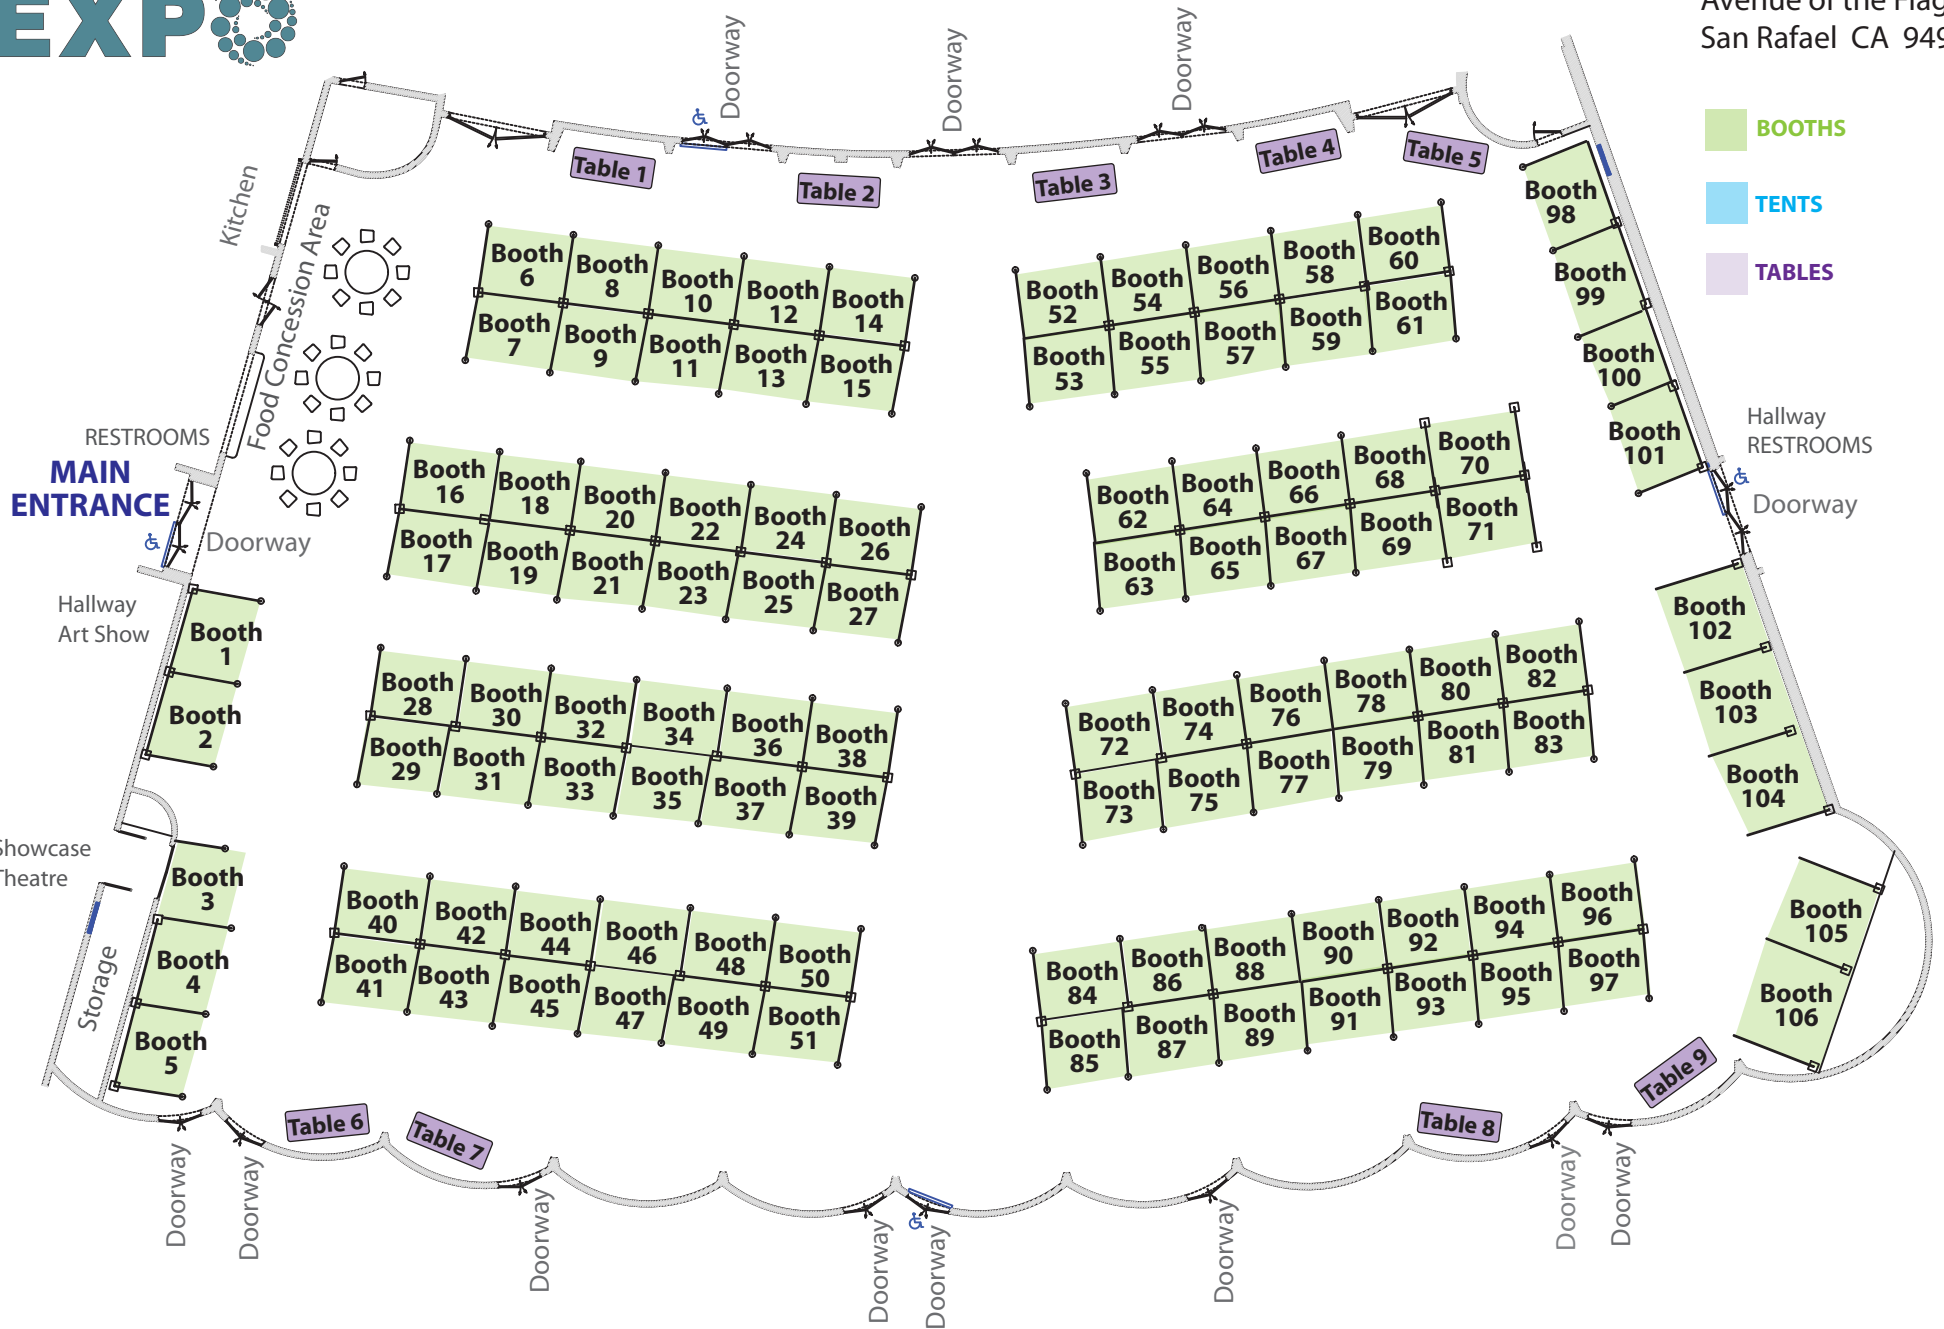 EXPO
Avenue of the Flag
San Rafael CA 949
BOOTHS
TENTS
TABLES
Doorway
Doorway
Doorway
Table 1
Table 2
Table 3
Table 4
Table 5
Kitchen
Food Concession Area
RESTROOMS
MAIN
ENTRANCE
Doorway
Hallway
Art Show
Showcase
Theatre
Storage
Hallway
RESTROOMS
Doorway
Booth
1
Booth
2
Booth
3
Booth
4
Booth
5
Booth
6
Booth
7
Booth
8
Booth
9
Booth
10
Booth
11
Booth
12
Booth
13
Booth
14
Booth
15
Booth
16
Booth
17
Booth
18
Booth
19
Booth
20
Booth
21
Booth
22
Booth
23
Booth
24
Booth
25
Booth
26
Booth
27
Booth
28
Booth
29
Booth
30
Booth
31
Booth
32
Booth
33
Booth
34
Booth
35
Booth
36
Booth
37
Booth
38
Booth
39
Booth
40
Booth
41
Booth
42
Booth
43
Booth
44
Booth
45
Booth
46
Booth
47
Booth
48
Booth
49
Booth
50
Booth
51
Booth
52
Booth
53
Booth
54
Booth
55
Booth
56
Booth
57
Booth
58
Booth
59
Booth
60
Booth
61
Booth
62
Booth
63
Booth
64
Booth
65
Booth
66
Booth
67
Booth
68
Booth
69
Booth
70
Booth
71
Booth
72
Booth
73
Booth
74
Booth
75
Booth
76
Booth
77
Booth
78
Booth
79
Booth
80
Booth
81
Booth
82
Booth
83
Booth
84
Booth
85
Booth
86
Booth
87
Booth
88
Booth
89
Booth
90
Booth
91
Booth
92
Booth
93
Booth
94
Booth
95
Booth
96
Booth
97
Booth
98
Booth
99
Booth
100
Booth
101
Booth
102
Booth
103
Booth
104
Booth
105
Booth
106
Table 6
Table 7
Table 8
Table 9
Doorway
Doorway
Doorway
Doorway
Doorway
Doorway
Doorway
Doorway